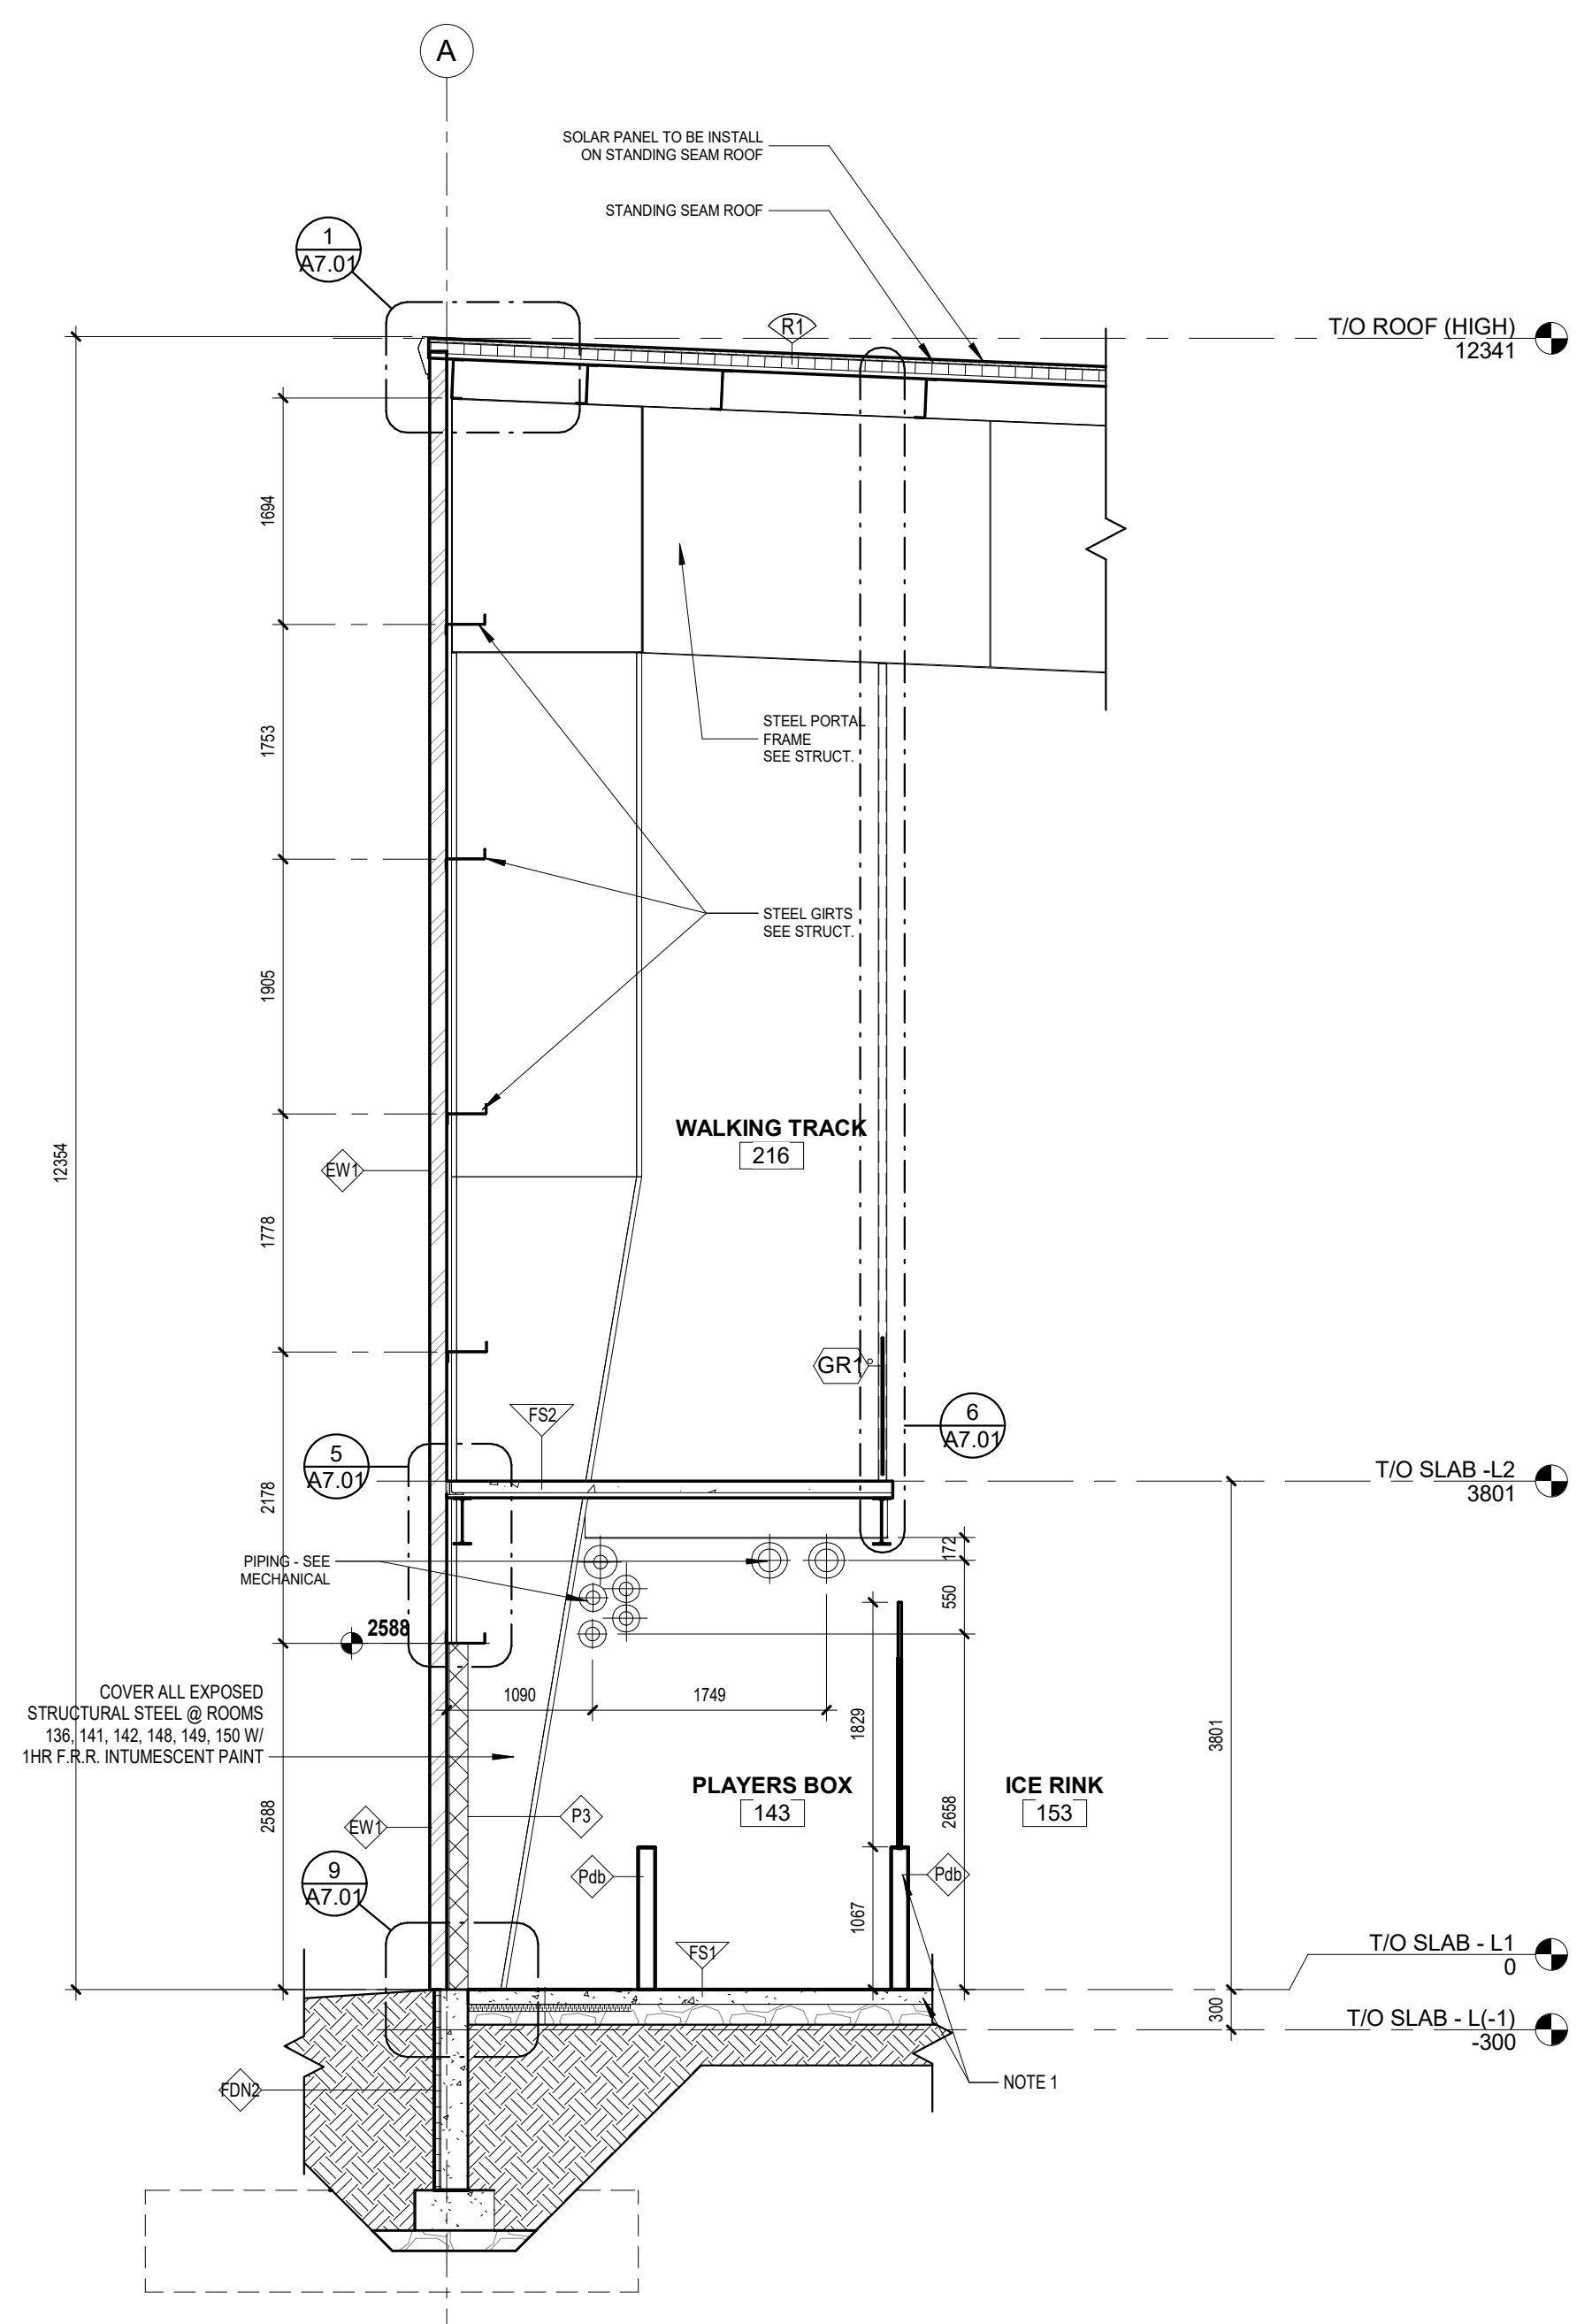 A
SOLAR PANEL TO BE INSTALL
ON STANDING SEAM ROOF
STANDING SEAM ROOF
1
A7.01
R1
T/O ROOF (HIGH)
12341
1694
1753
STEEL PORTAL
FRAME
SEE STRUCT.
STEEL GIRTS
SEE STRUCT.
1905
WALKING TRACK
216
12354
EW1
1778
GR1
FS2
6
A7.01
5
A7.01
T/O SLAB -L2
3801
2178
172
PIPING - SEE
MECHANICAL
550
2588
COVER ALL EXPOSED
STRUCTURAL STEEL @ ROOMS
136, 141, 142, 148, 149, 150 W/
1HR F.R.R. INTUMESCENT PAINT
1090
1749
1829
3801
PLAYERS BOX
143
ICE RINK
153
2588
P3
2658
EW1
9
A7.01
Pdb
Pdb
1067
FS1
T/O SLAB - L1
0
300
T/O SLAB - L(-1)
-300
FDN2
NOTE 1